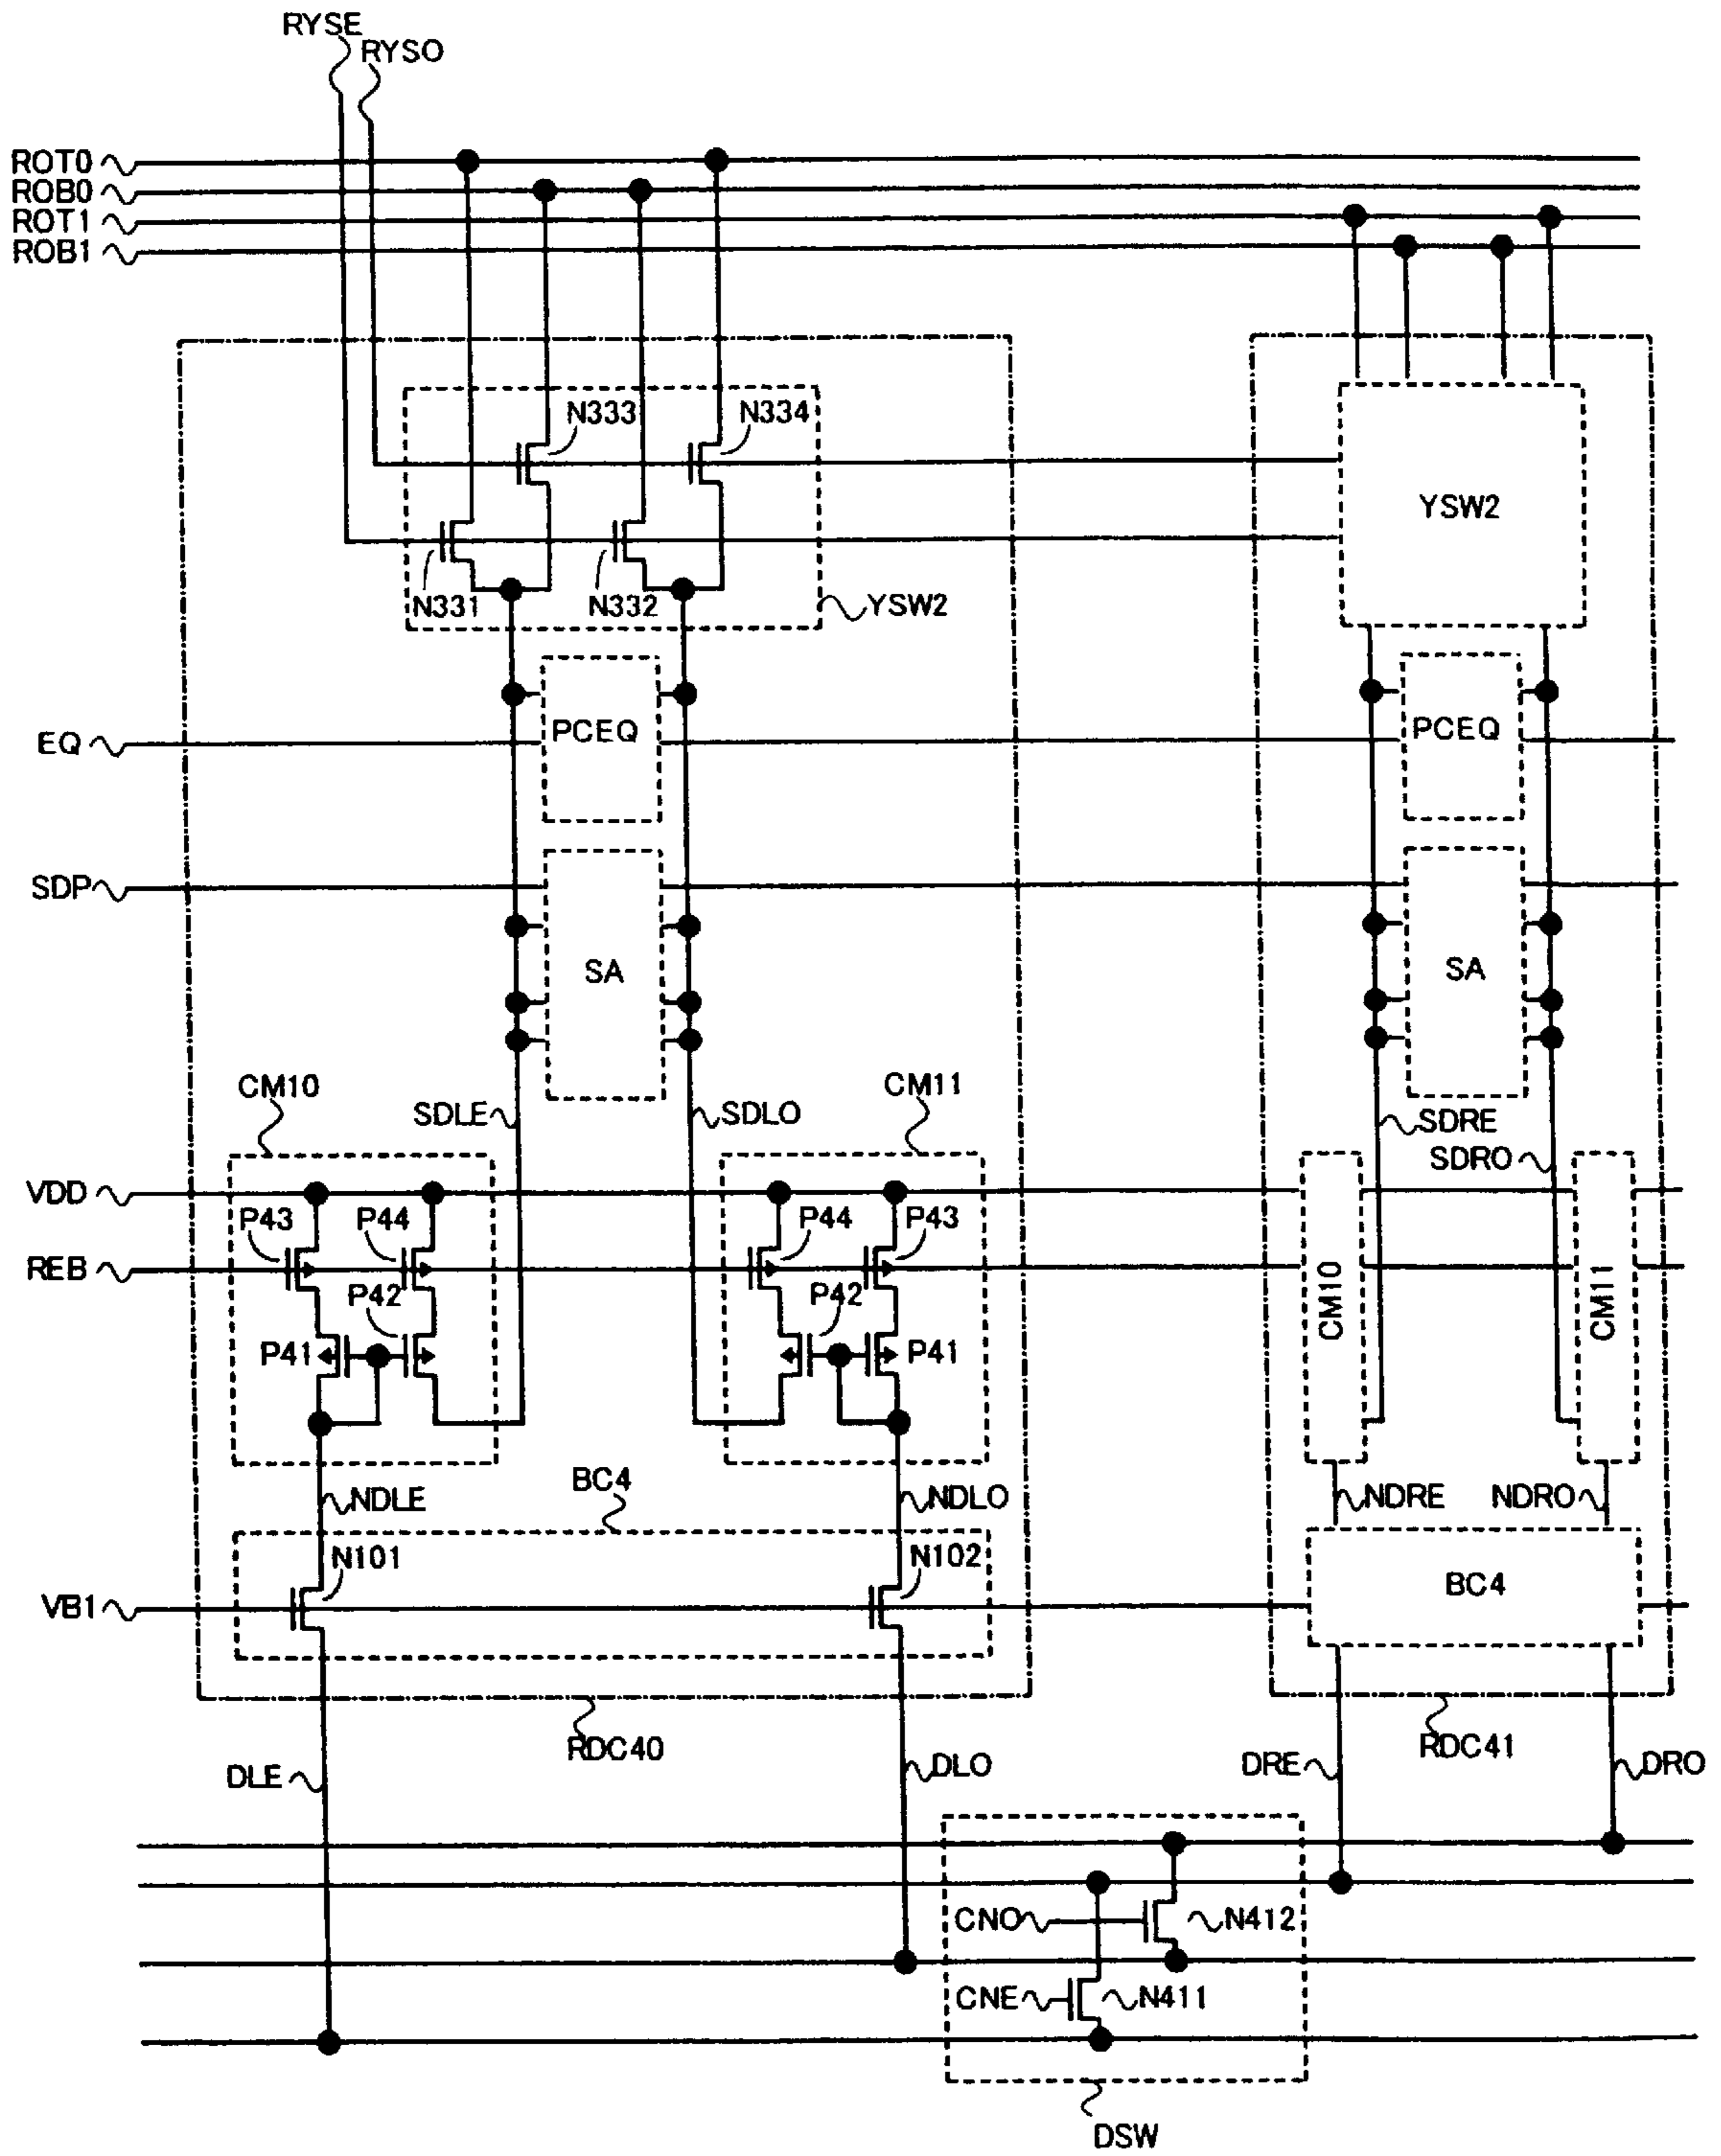 RYSE
RYSO
ROT0
ROB0
ROT1
ROB1
N333
N334
YSW2
N331
N332
YSW2
EQ
PCEQ
PCEQ
SDP
SA
SA
CM10
CM11
SDLE
SDLO
SDRE
SDRO
VDD
P43
P44
P44
P43
REB
P42
P42
CM10
CM11
P41
P41
BC4
NDLE
NDLO
NDRE
NDRO
N101
N102
VB1
BC4
RDC40
RDC41
DLE
DLO
DRE
DRO
CNO
N412
CNE
N411
DSW